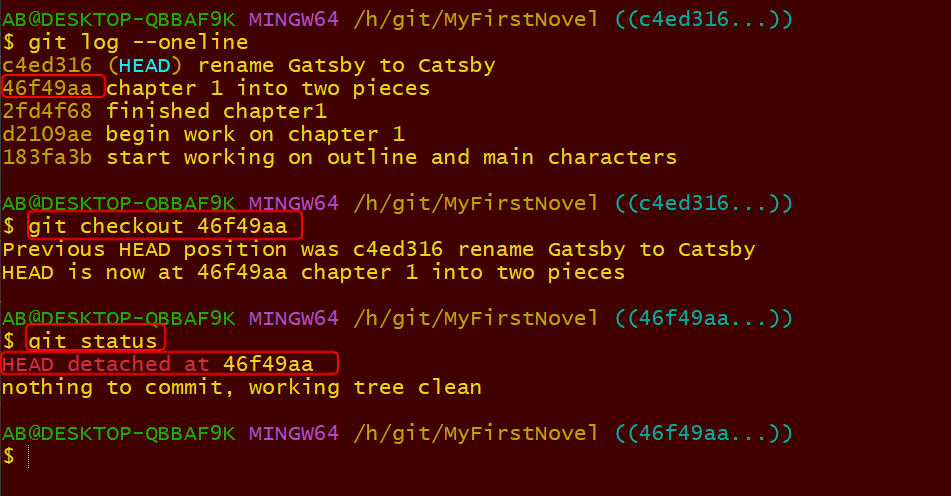 AB@DESKTOP-QBBAF9K MINGW64 /h/git/MyFirstNovel ((c4ed316...))
$ git log --oneline
c4ed316 (HEAD) rename Gatsby to Catsby
46f49aa chapter 1 into two pieces
2fd4f68 finished chapter1
d2109ae begin work on chapter 1
183fa3b start working on outline and main characters
AB@DESKTOP-QBBAF9K MINGW64 /h/git/MyFirstNovel ((c4ed316...))
$ git checkout 46f49aa
Previous HEAD position was c4ed316 rename Gatsby to Catsby
HEAD is now at 46f49aa chapter 1 into two pieces
AB@DESKTOP-QBBAF9K MINGW64 /h/git/MyFirstNovel ((46f49aa...))
$ git status
HEAD detached at 46f49aa
nothing to commit, working tree clean
AB@DESKTOP-QBBAF9K MINGW64 /h/git/MyFirstNovel ((46f49aa...))
$